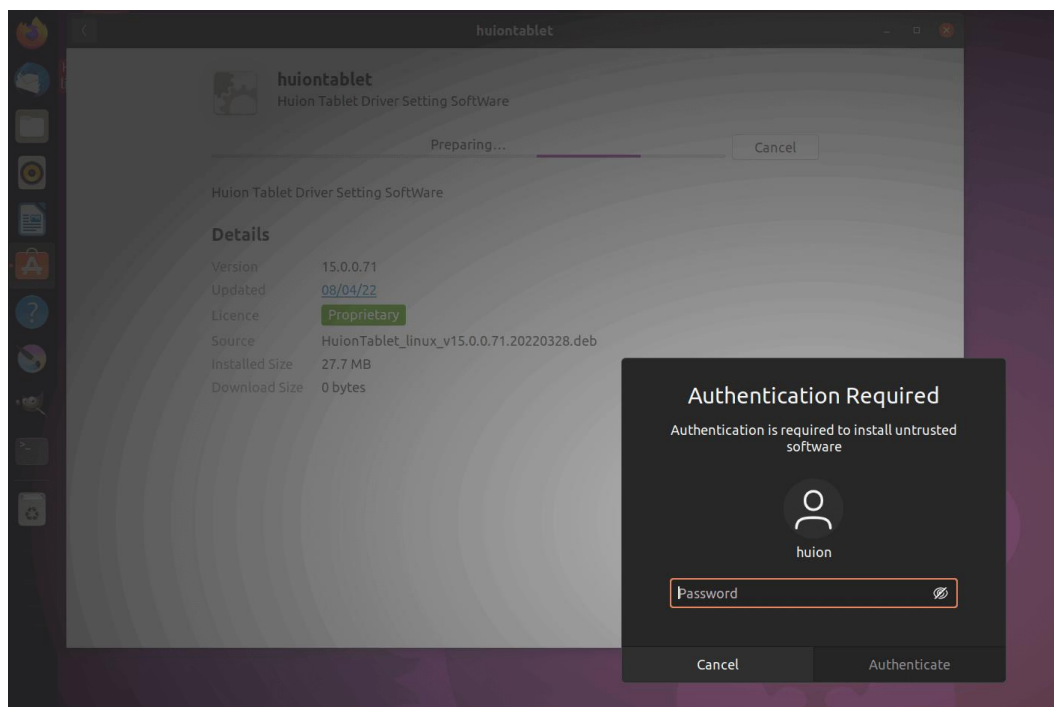 huiontablet
huiontablet
Huion Tablet Driver Setting SoftWare
Preparing...
Cancel
Huion Tablet Driver Setting SoftWare
Details
Version 15.0.0.71
Updated 08/04/22
Licence Proprietary
Source HuionTablet_linux_v15.0.0.71.20220328.deb
Installed Size 27.7 MB
Download Size 0 bytes
Authentication Required
Authentication is required to install untrusted
software
huion
Password
Cancel Authenticate